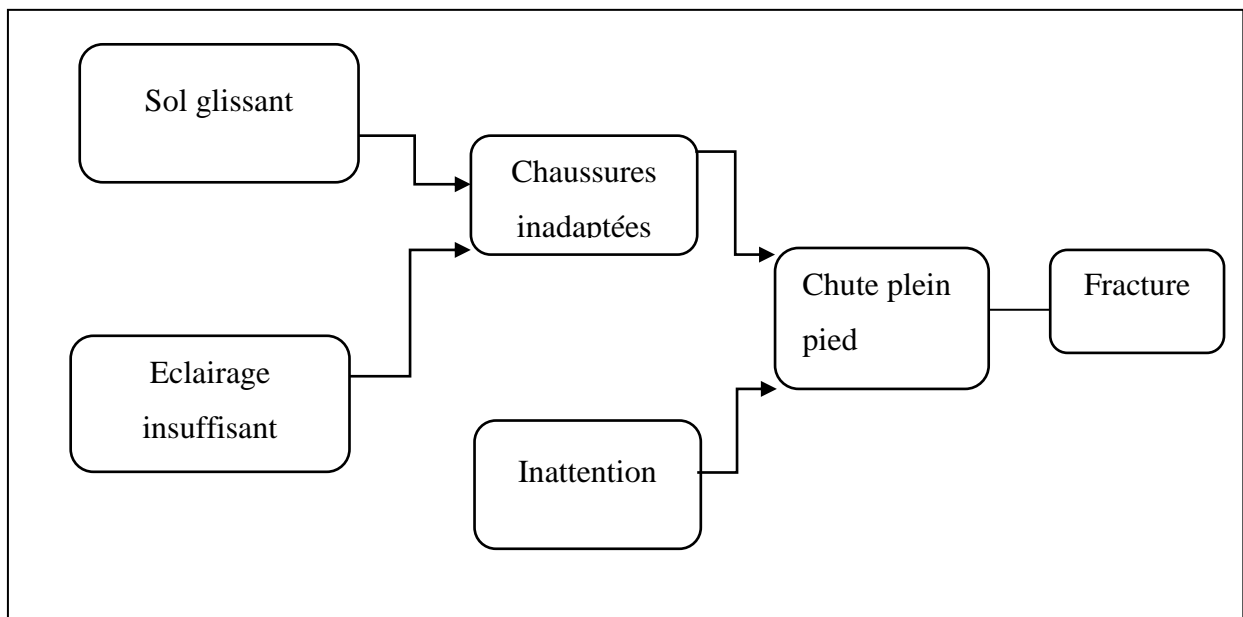 Sol glissant
Chaussures
inadaptées
Chute plein
pied
Fracture
Eclairage
insuffisant
Inattention